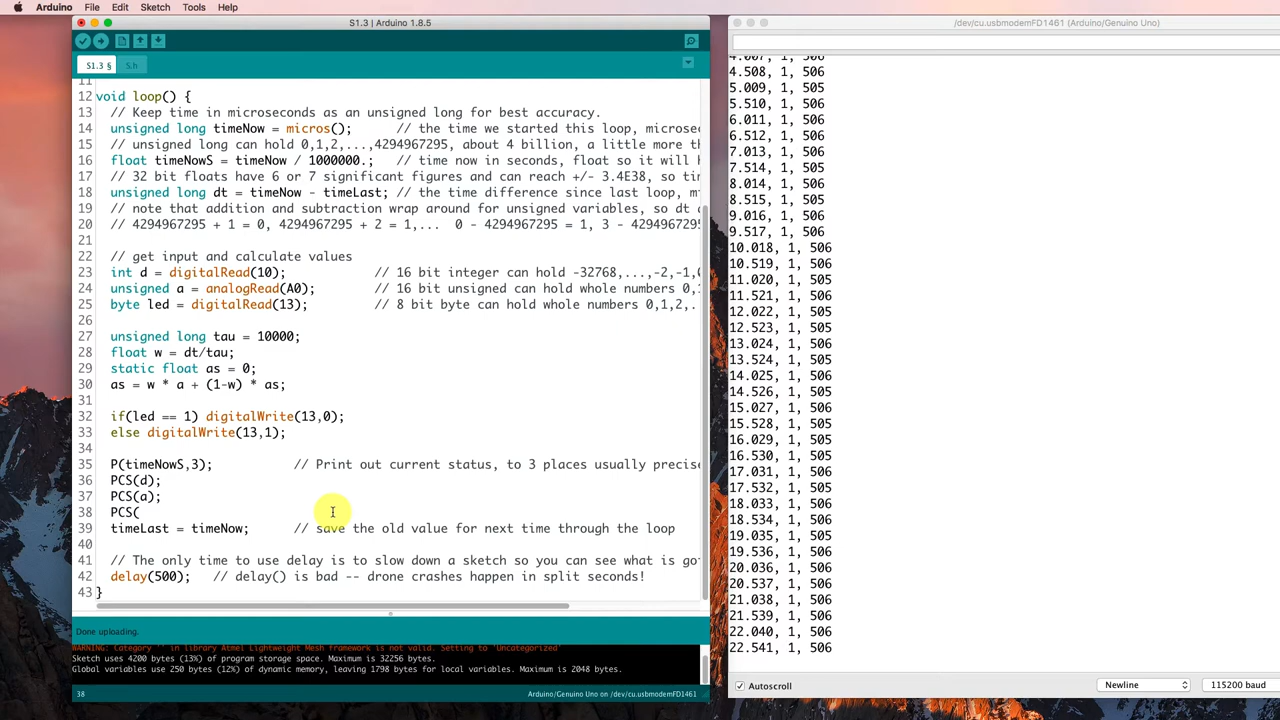 Arduino File Edit Sketch Tools Help
S1.3 | Arduino 1.8.5
S1.3 § S.h
11
12 void loop() {
13 // Keep time in microseconds as an unsigned long for best accuracy.
14 unsigned long timeNow = micros(); // the time we started this loop, microsec
15 // unsigned long can hold 0,1,2,...,4294967295, about 4 billion, a little more th
16 float timeNowS = timeNow / 1000000.; // time now in seconds, float so it will h
17 // 32 bit floats have 6 or 7 significant figures and can reach +/- 3.4E38, so tim
18 unsigned long dt = timeNow - timeLast; // the time difference since last loop, mi
19 // note that addition and subtraction wrap around for unsigned variables, so dt c
20 // 4294967295 + 1 = 0, 4294967295 + 2 = 1,... 0 - 4294967295 = 1, 3 - 4294967295
21
22 // get input and calculate values
23 int d = digitalRead(10); // 16 bit integer can hold -32768,...,-2,-1,0
24 unsigned a = analogRead(A0); // 16 bit unsigned can hold whole numbers 0,1
25 byte led = digitalRead(13); // 8 bit byte can hold whole numbers 0,1,2,..
26
27 unsigned long tau = 10000;
28 float w = dt/tau;
29 static float as = 0;
30 as = w * a + (1-w) * as;
31
32 if(led == 1) digitalWrite(13,0);
33 else digitalWrite(13,1);
34
35 P(timeNowS,3); // Print out current status, to 3 places usually precise
36 PCS(d);
37 PCS(a);
38 PCS(
39 timeLast = timeNow; // save the old value for next time through the loop
40
41 // The only time to use delay is to slow down a sketch so you can see what is goi
42 delay(500); // delay() is bad -- drone crashes happen in split seconds!
43 }
Done uploading.
WARNING: Category '' in library Atmel Lightweight Mesh framework is not valid. Setting to 'Uncategorized'
Sketch uses 4200 bytes (13%) of program storage space. Maximum is 32256 bytes.
Global variables use 250 bytes (12%) of dynamic memory, leaving 1798 bytes for local variables. Maximum is 2048 bytes.
38 Arduino/Genuino Uno on /dev/cu.usbmodemFD1461
/dev/cu.usbmodemFD1461 (Arduino/Genuino Uno)
4.007, 1, 506
4.508, 1, 506
5.009, 1, 505
5.510, 1, 506
6.011, 1, 506
6.512, 1, 506
7.013, 1, 506
7.514, 1, 505
8.014, 1, 506
8.515, 1, 505
9.016, 1, 506
9.517, 1, 506
10.018, 1, 506
10.519, 1, 506
11.020, 1, 505
11.521, 1, 506
12.022, 1, 505
12.523, 1, 505
13.024, 1, 506
13.524, 1, 505
14.025, 1, 506
14.526, 1, 505
15.027, 1, 506
15.528, 1, 505
16.029, 1, 505
16.530, 1, 505
17.031, 1, 506
17.532, 1, 505
18.033, 1, 506
18.534, 1, 506
19.035, 1, 505
19.536, 1, 506
20.036, 1, 506
20.537, 1, 506
21.038, 1, 506
21.539, 1, 506
22.040, 1, 506
22.541, 1, 506
Autoscroll Newline 115200 baud